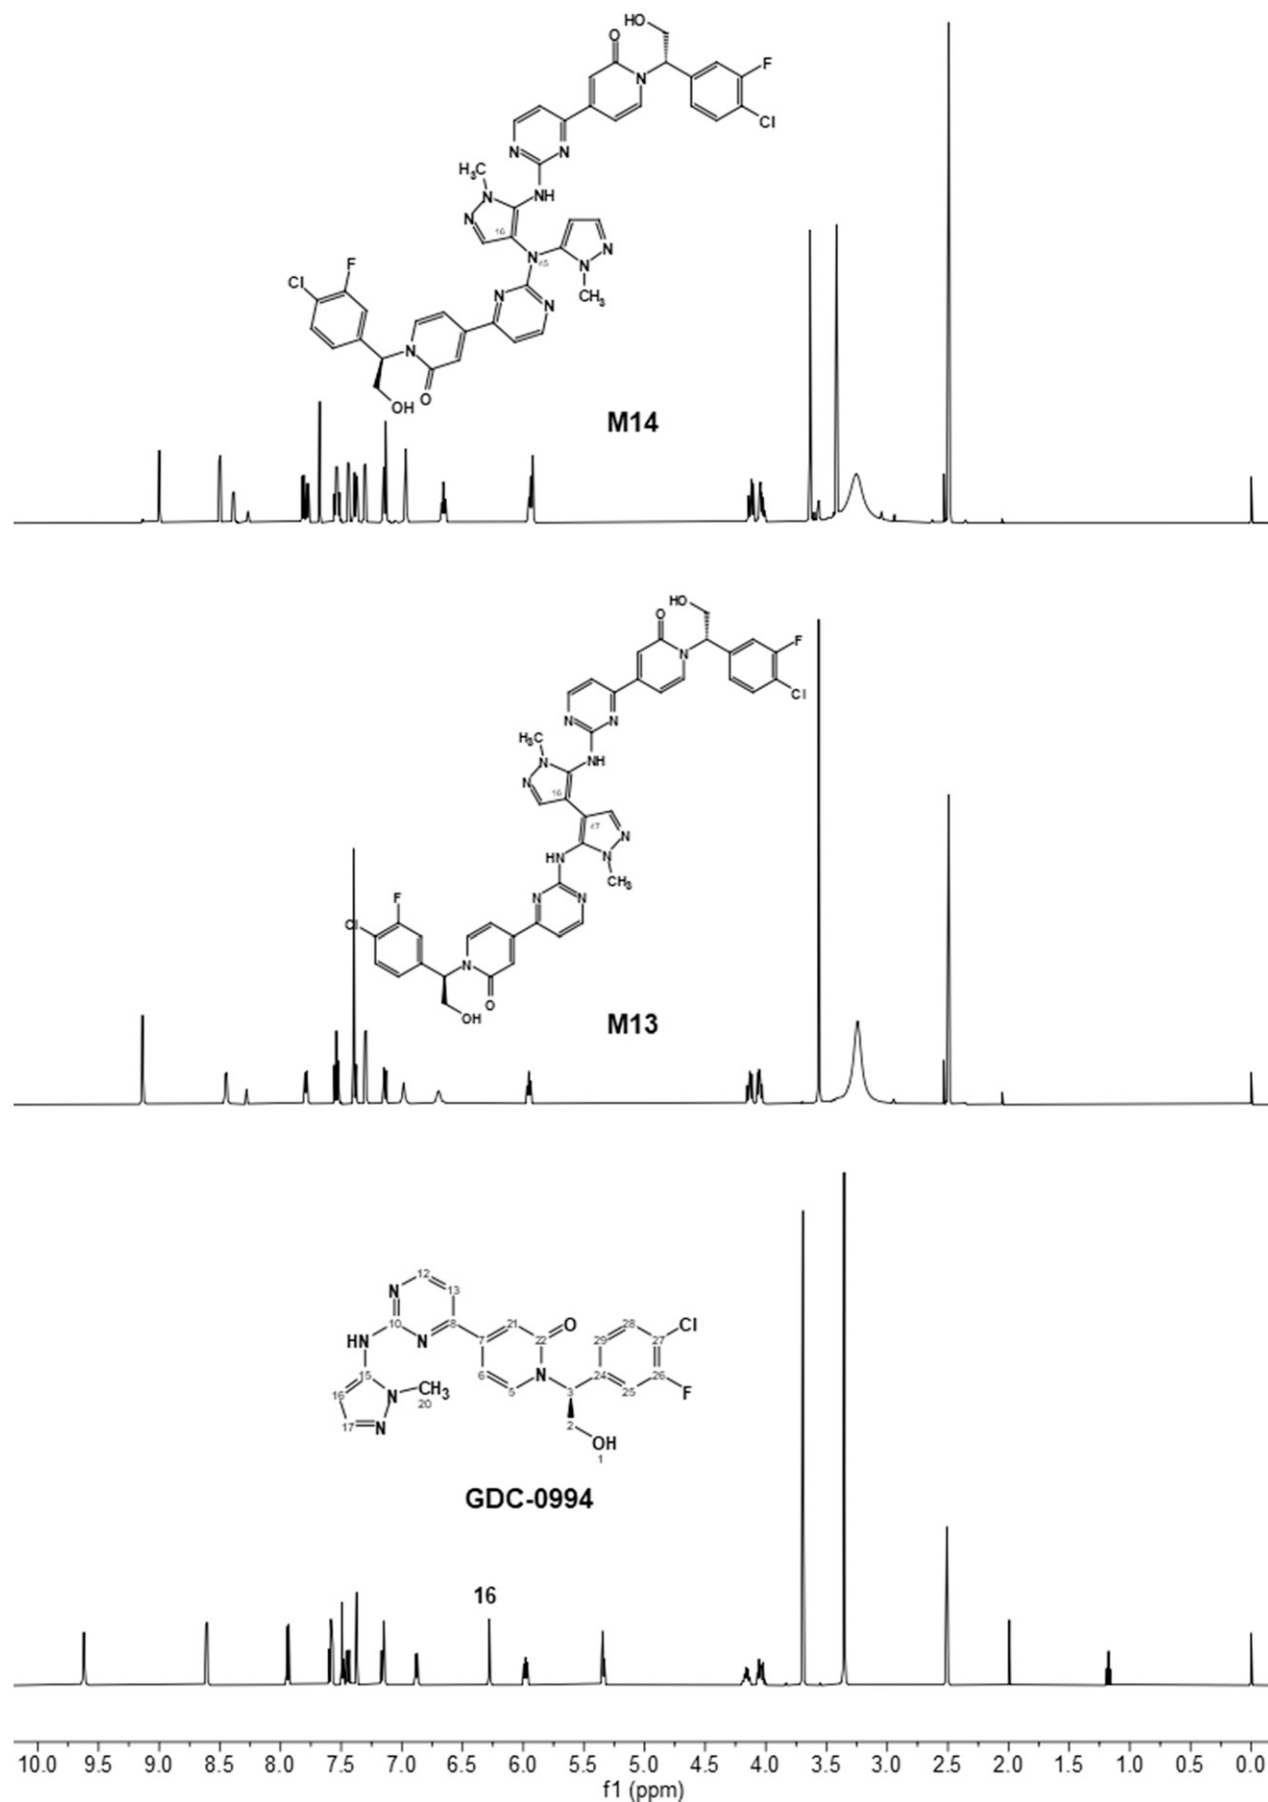 HO
O
N
F
Cl
N
N
H₃C
NH
N
N
16
N
45
N
N
CH₃
F
Cl
N
N
N
O
OH
M14
HO
O
N
F
Cl
N
N
H₃C
NH
N
N
16
47
N
N
CH₃
HN
N
N
F
Cl
N
O
OH
M13
12
N
13
10
N
8
HN
7
21
22
O
29
28
27
Cl
15
16
N
CH₃
20
6
5
N
3
24
25
26
F
17
N
2
OH
1
GDC-0994
16
10.0 9.5 9.0 8.5 8.0 7.5 7.0 6.5 6.0 5.5 5.0 4.5 4.0 3.5 3.0 2.5 2.0 1.5 1.0 0.5 0.0
f1 (ppm)